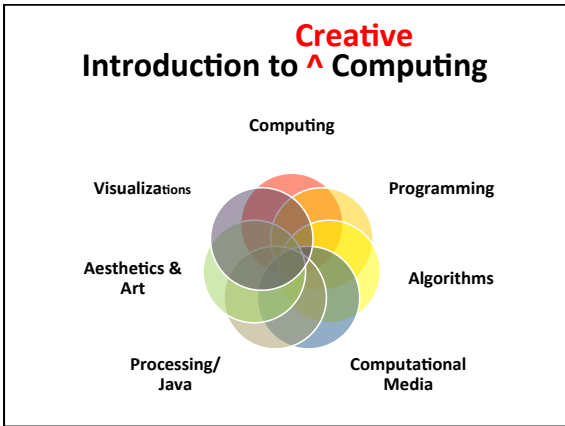 Creative
Introduction to ^ Computing
Computing
Visualizations
Programming
Aesthetics &
Art
Algorithms
Processing/
Java
Computational
Media